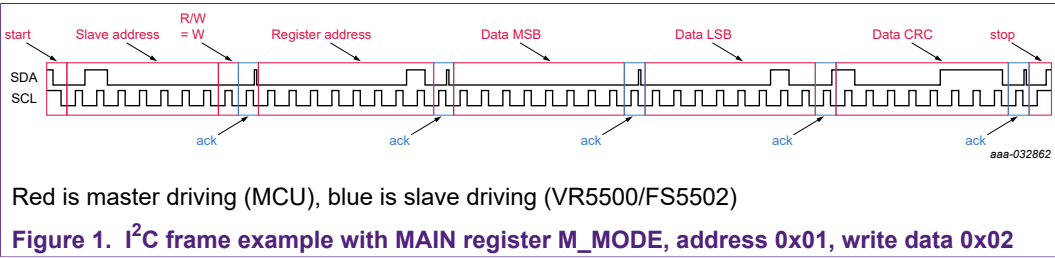 R/W
start Slave address = W Register address Data MSB Data LSB Data CRC stop
SDA
SCL
ack ack ack ack ack
aaa-032862
Red is master driving (MCU), blue is slave driving (VR5500/FS5502)
Figure 1. I²C frame example with MAIN register M_MODE, address 0x01, write data 0x02